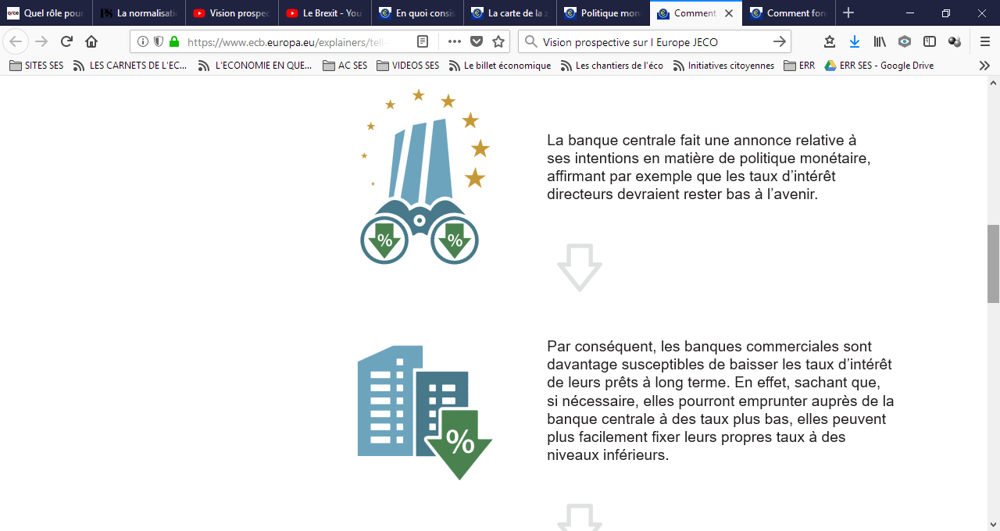 Quel rôle pour
La normalisati
Vision prospec
Le Brexit - You
En quoi consis
La carte de la z
Politique mon
Comment
Comment fon
https://www.ecb.europa.eu/explainers/tell-
Vision prospective sur l Europe JECO
SITES SES
LES CARNETS DE L'EC...
L'ECONOMIE EN QUE...
AC SES
VIDEOS SES
Le billet économique
Les chantiers de l'éco
Initiatives citoyennes
ERR
ERR SES - Google Drive
La banque centrale fait une annonce relative à
ses intentions en matière de politique monétaire,
affirmant par exemple que les taux d’intérêt
directeurs devraient rester bas à l’avenir.
% %
Par conséquent, les banques commerciales sont
davantage susceptibles de baisser les taux d’intérêt
de leurs prêts à long terme. En effet, sachant que,
si nécessaire, elles pourront emprunter auprès de la
banque centrale à des taux plus bas, elles peuvent
plus facilement fixer leurs propres taux à des
niveaux inférieurs.
%